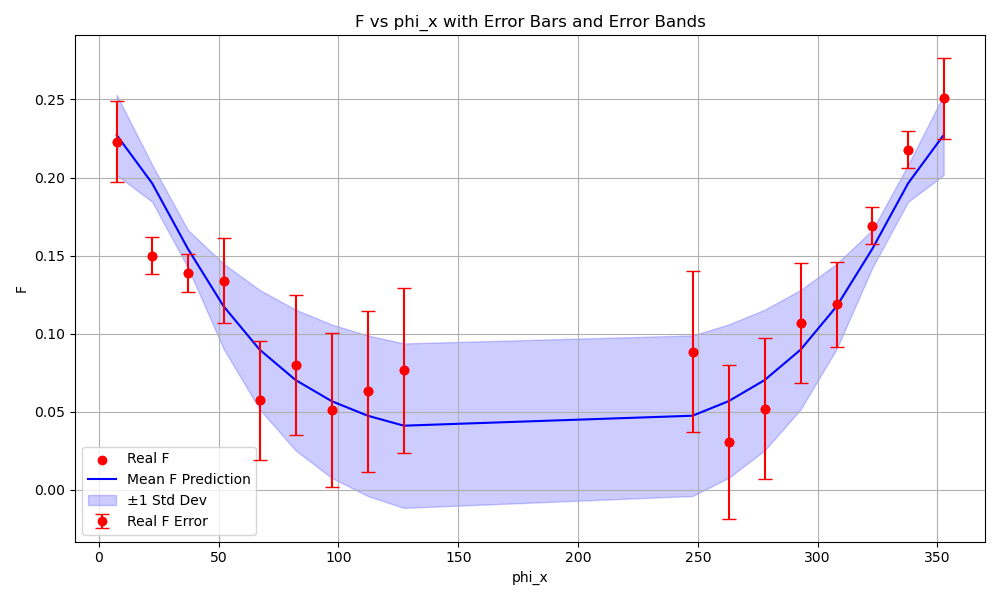 F vs phi_x with Error Bars and Error Bands
F
0.25
0.20
0.15
0.10
0.05
0.00
Real F
Mean F Prediction
±1 Std Dev
Real F Error
0 50 100 150 200 250 300 350
phi_x